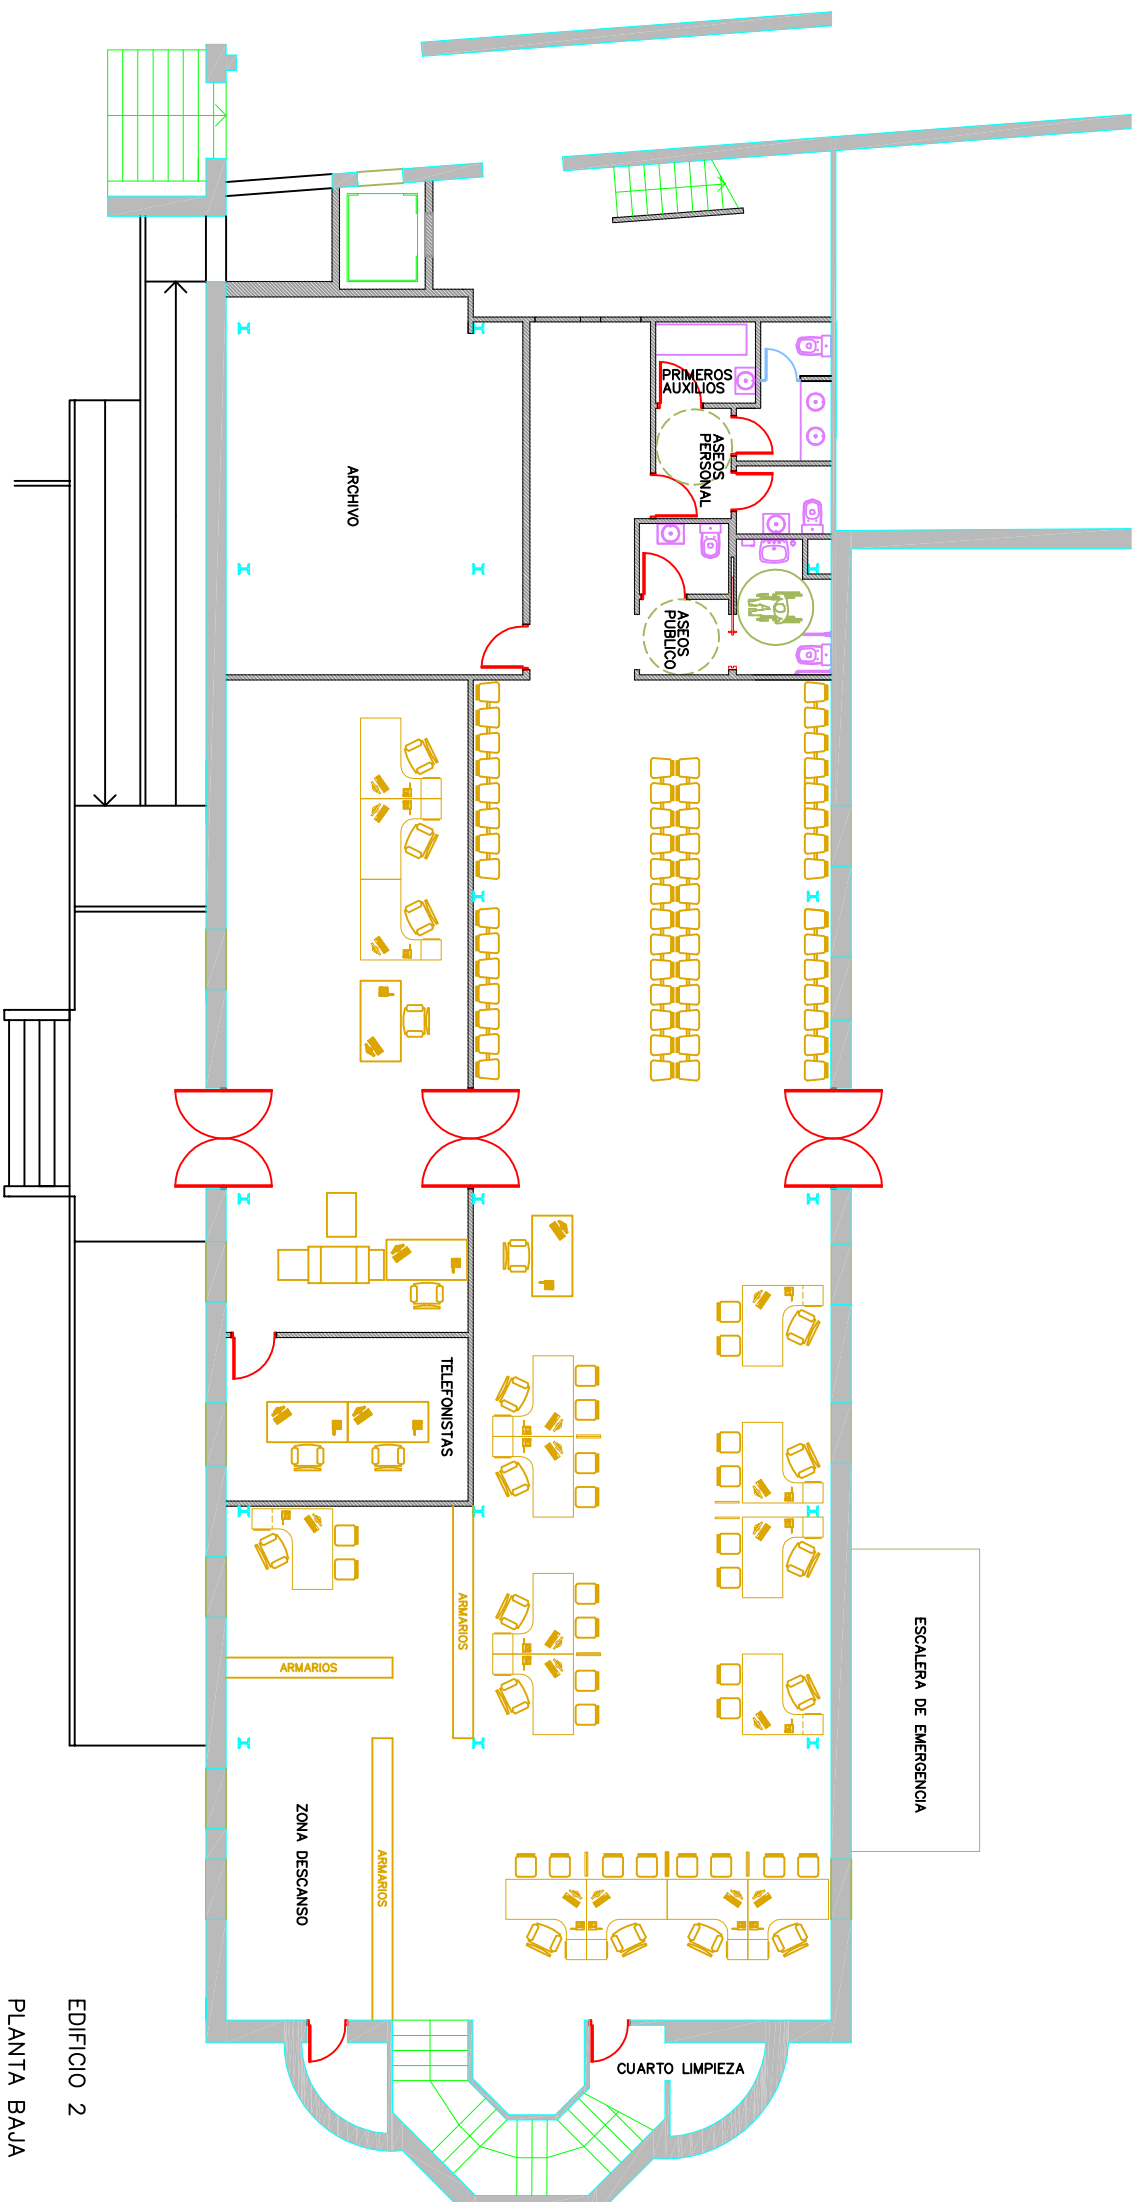 PRIMEROS
AUXILIOS
ASEOS
PERSONAL
ARCHIVO
ASEOS
PUBLICO
TELEFONISTAS
ARMARIOS
ARMARIOS
ESCALERA DE EMERGENCIA
ZONA DESCANSO
ARMARIOS
CUARTO LIMPIEZA
EDIFICIO 2
PLANTA BAJA